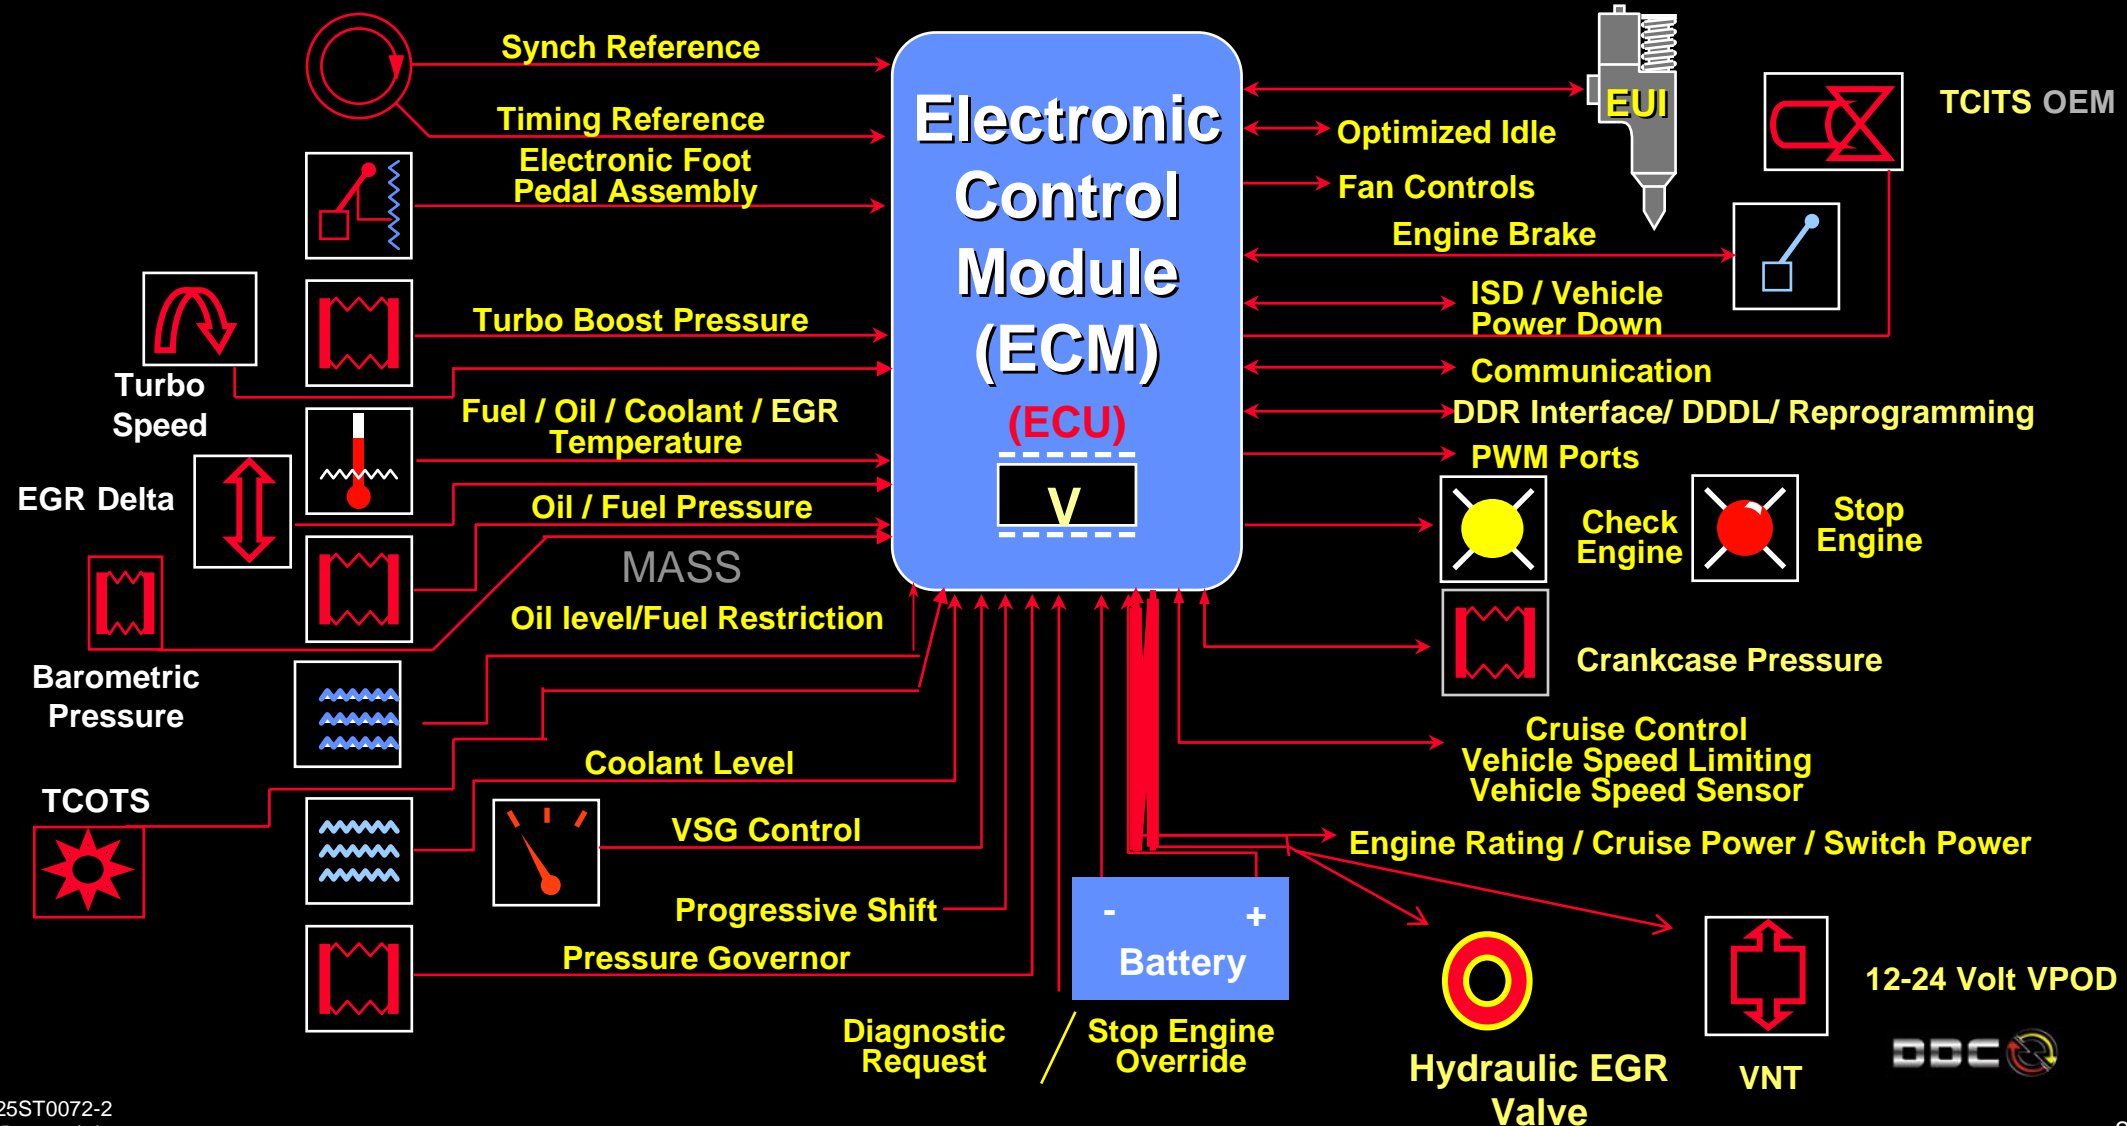 Synch Reference
Timing Reference
Electronic Foot
Pedal Assembly
Turbo Boost Pressure
Turbo
Speed
Fuel / Oil / Coolant / EGR
Temperature
EGR Delta
Oil / Fuel Pressure
MASS
Oil level/Fuel Restriction
Barometric
Pressure
Coolant Level
TCOTS
VSG Control
Progressive Shift
Pressure Governor
Diagnostic
Request
/
Stop Engine
Override
Electronic
Control
Module
(ECM)
(ECU)
V
- +
Battery
EUI
TCITS OEM
Optimized Idle
Fan Controls
Engine Brake
ISD / Vehicle
Power Down
Communication
DDR Interface/ DDDL/ Reprogramming
PWM Ports
Check
Engine
Stop
Engine
Crankcase Pressure
Cruise Control
Vehicle Speed Limiting
Vehicle Speed Sensor
Engine Rating / Cruise Power / Switch Power
Hydraulic EGR
Valve
VNT
12-24 Volt VPOD
DDC
25ST0072-2